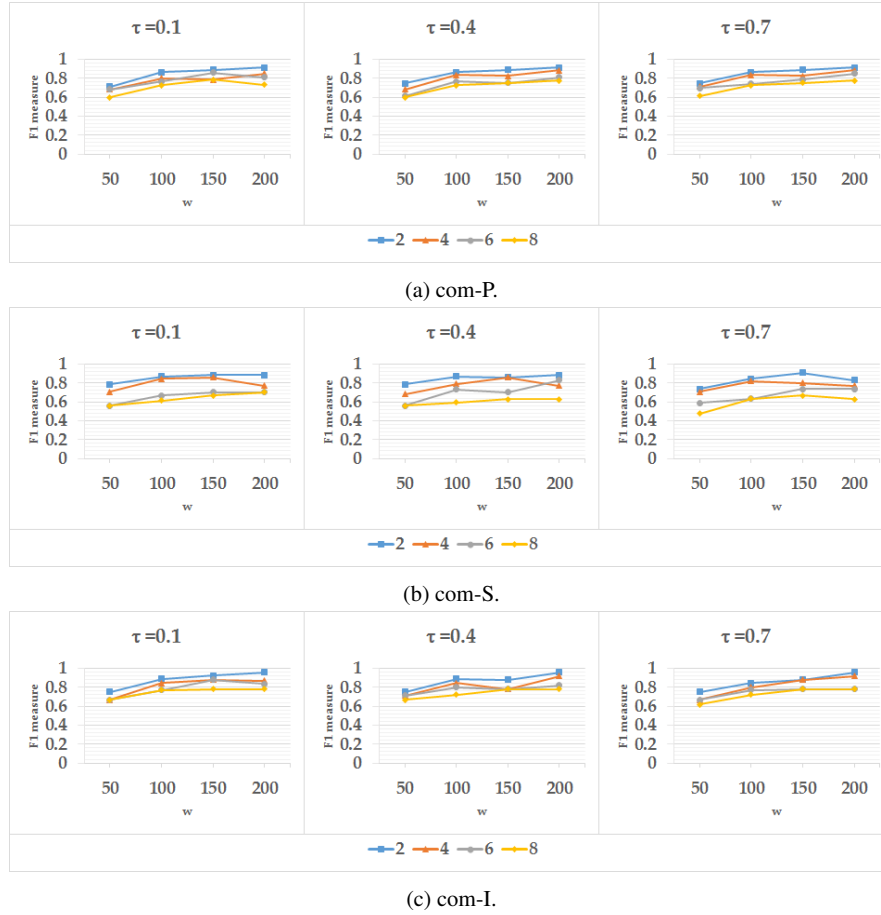 τ =0.1 τ =0.4 τ =0.7
1 1 1
0.8 0.8 0.8
0.6 0.6 0.6
0.4 0.4 0.4
0.2 0.2 0.2
0 0 0
F1 measure F1 measure F1 measure
50 100 150 200 50 100 150 200 50 100 150 200
w w w
2 4 6 8
(a) com-P.
τ =0.1 τ =0.4 τ =0.7
1 1 1
0.8 0.8 0.8
0.6 0.6 0.6
0.4 0.4 0.4
0.2 0.2 0.2
0 0 0
F1 measure F1 measure F1 measure
50 100 150 200 50 100 150 200 50 100 150 200
w w w
2 4 6 8
(b) com-S.
τ =0.1 τ =0.4 τ =0.7
1 1 1
0.8 0.8 0.8
0.6 0.6 0.6
0.4 0.4 0.4
0.2 0.2 0.2
0 0 0
F1 measure F1 measure F1 measure
50 100 150 200 50 100 150 200 50 100 150 200
w w w
2 4 6 8
(c) com-I.